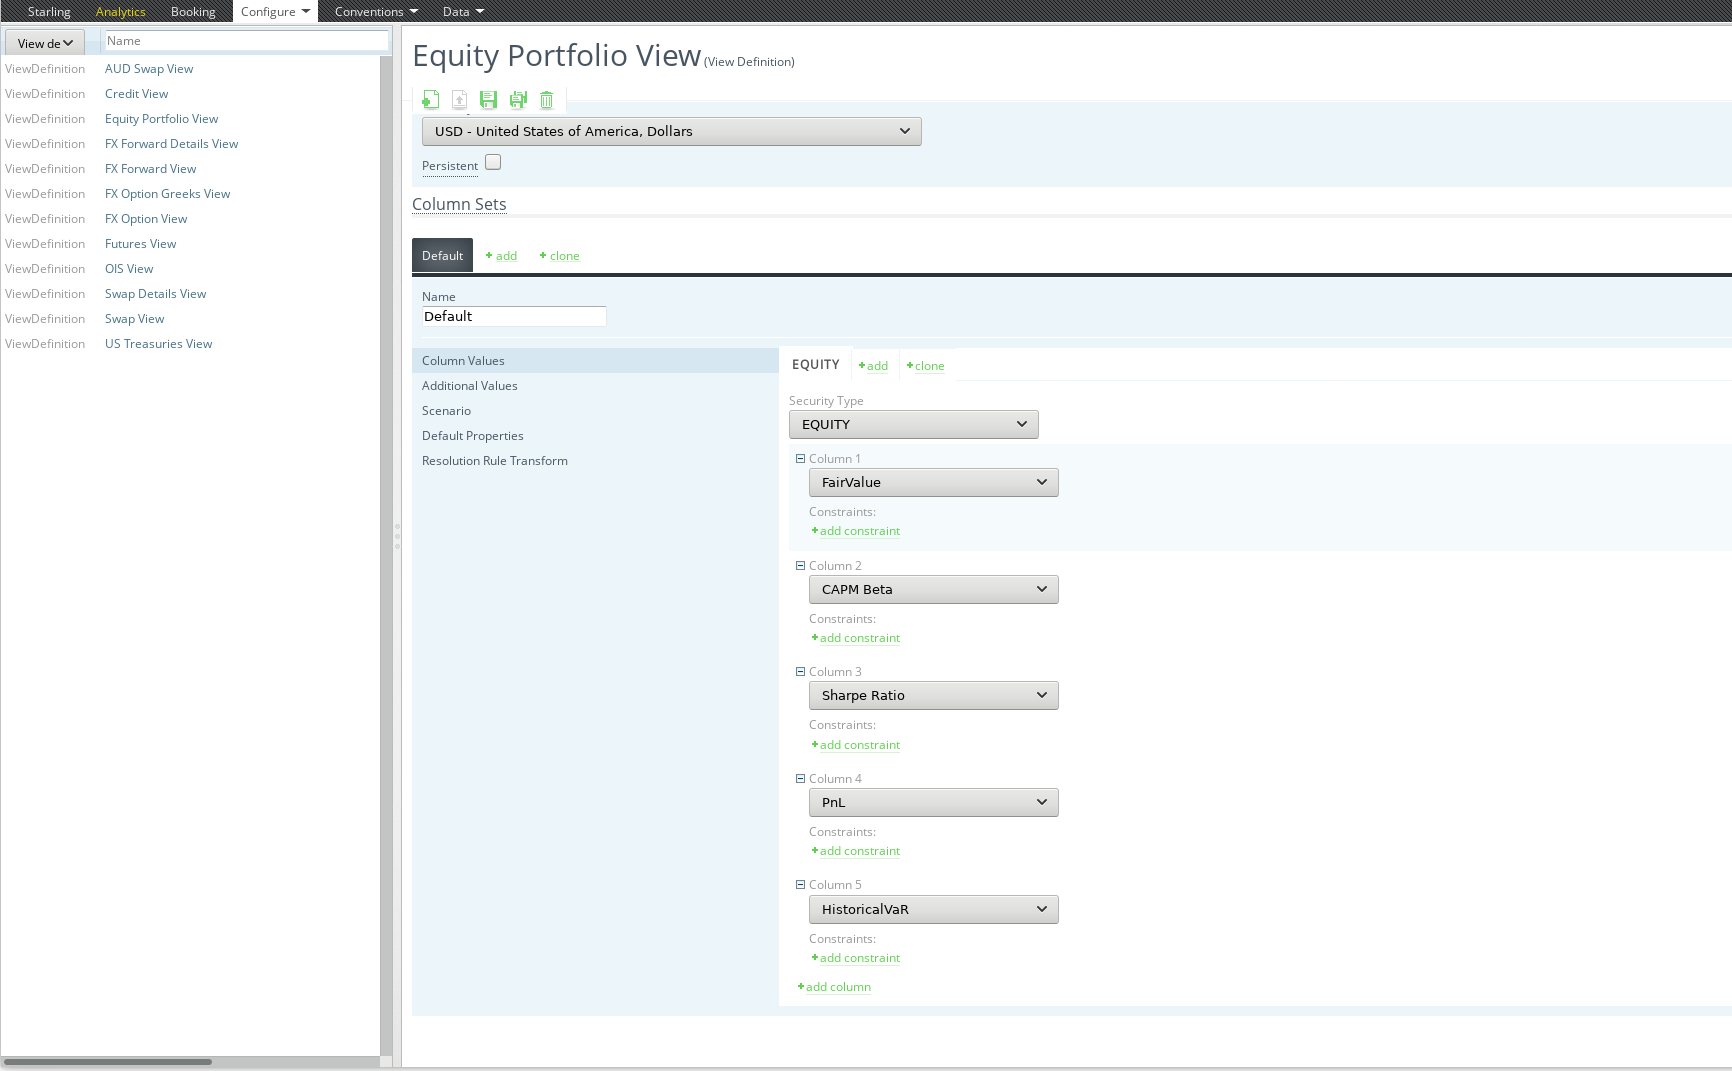 Starling Analytics Booking Configure Conventions Data
View de Name
ViewDefinition AUD Swap View
ViewDefinition Credit View
ViewDefinition Equity Portfolio View
ViewDefinition FX Forward Details View
ViewDefinition FX Forward View
ViewDefinition FX Option Greeks View
ViewDefinition FX Option View
ViewDefinition Futures View
ViewDefinition OIS View
ViewDefinition Swap Details View
ViewDefinition Swap View
ViewDefinition US Treasuries View
Equity Portfolio View (View Definition)
USD - United States of America, Dollars
Persistent
Column Sets
Default + add + clone
Name
Default
Column Values
Additional Values
Scenario
Default Properties
Resolution Rule Transform
EQUITY +add +clone
Security Type
EQUITY
Column 1
FairValue
Constraints:
+add constraint
Column 2
CAPM Beta
Constraints:
+add constraint
Column 3
Sharpe Ratio
Constraints:
+add constraint
Column 4
PnL
Constraints:
+add constraint
Column 5
HistoricalVaR
Constraints:
+add constraint
+add column